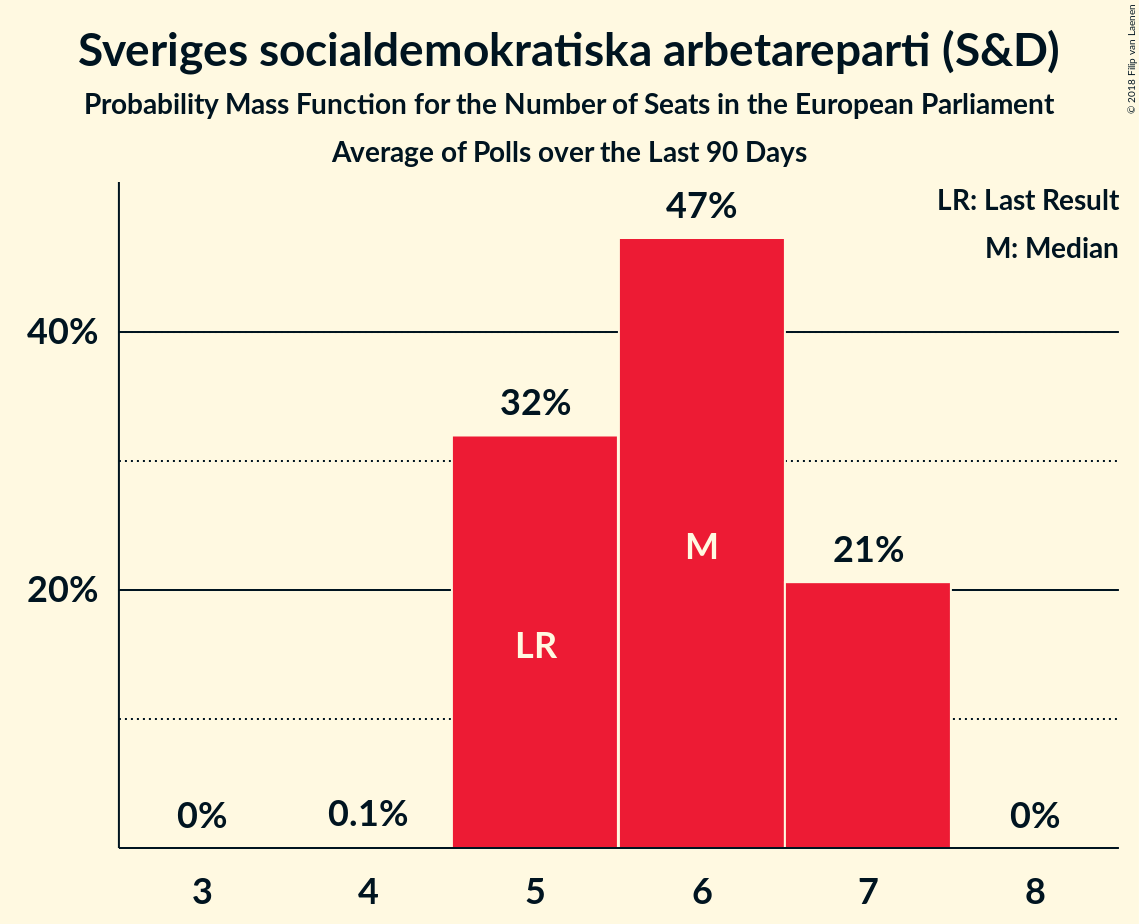 Sveriges socialdemokratiska arbetareparti (S&D)
Probability Mass Function for the Number of Seats in the European Parliament
Average of Polls over the Last 90 Days
© 2018 Filip van Laenen
LR: Last Result
M: Median
47%
40%
32%
M
21%
20%
LR
0%
0.1%
0%
3 4 5 6 7 8